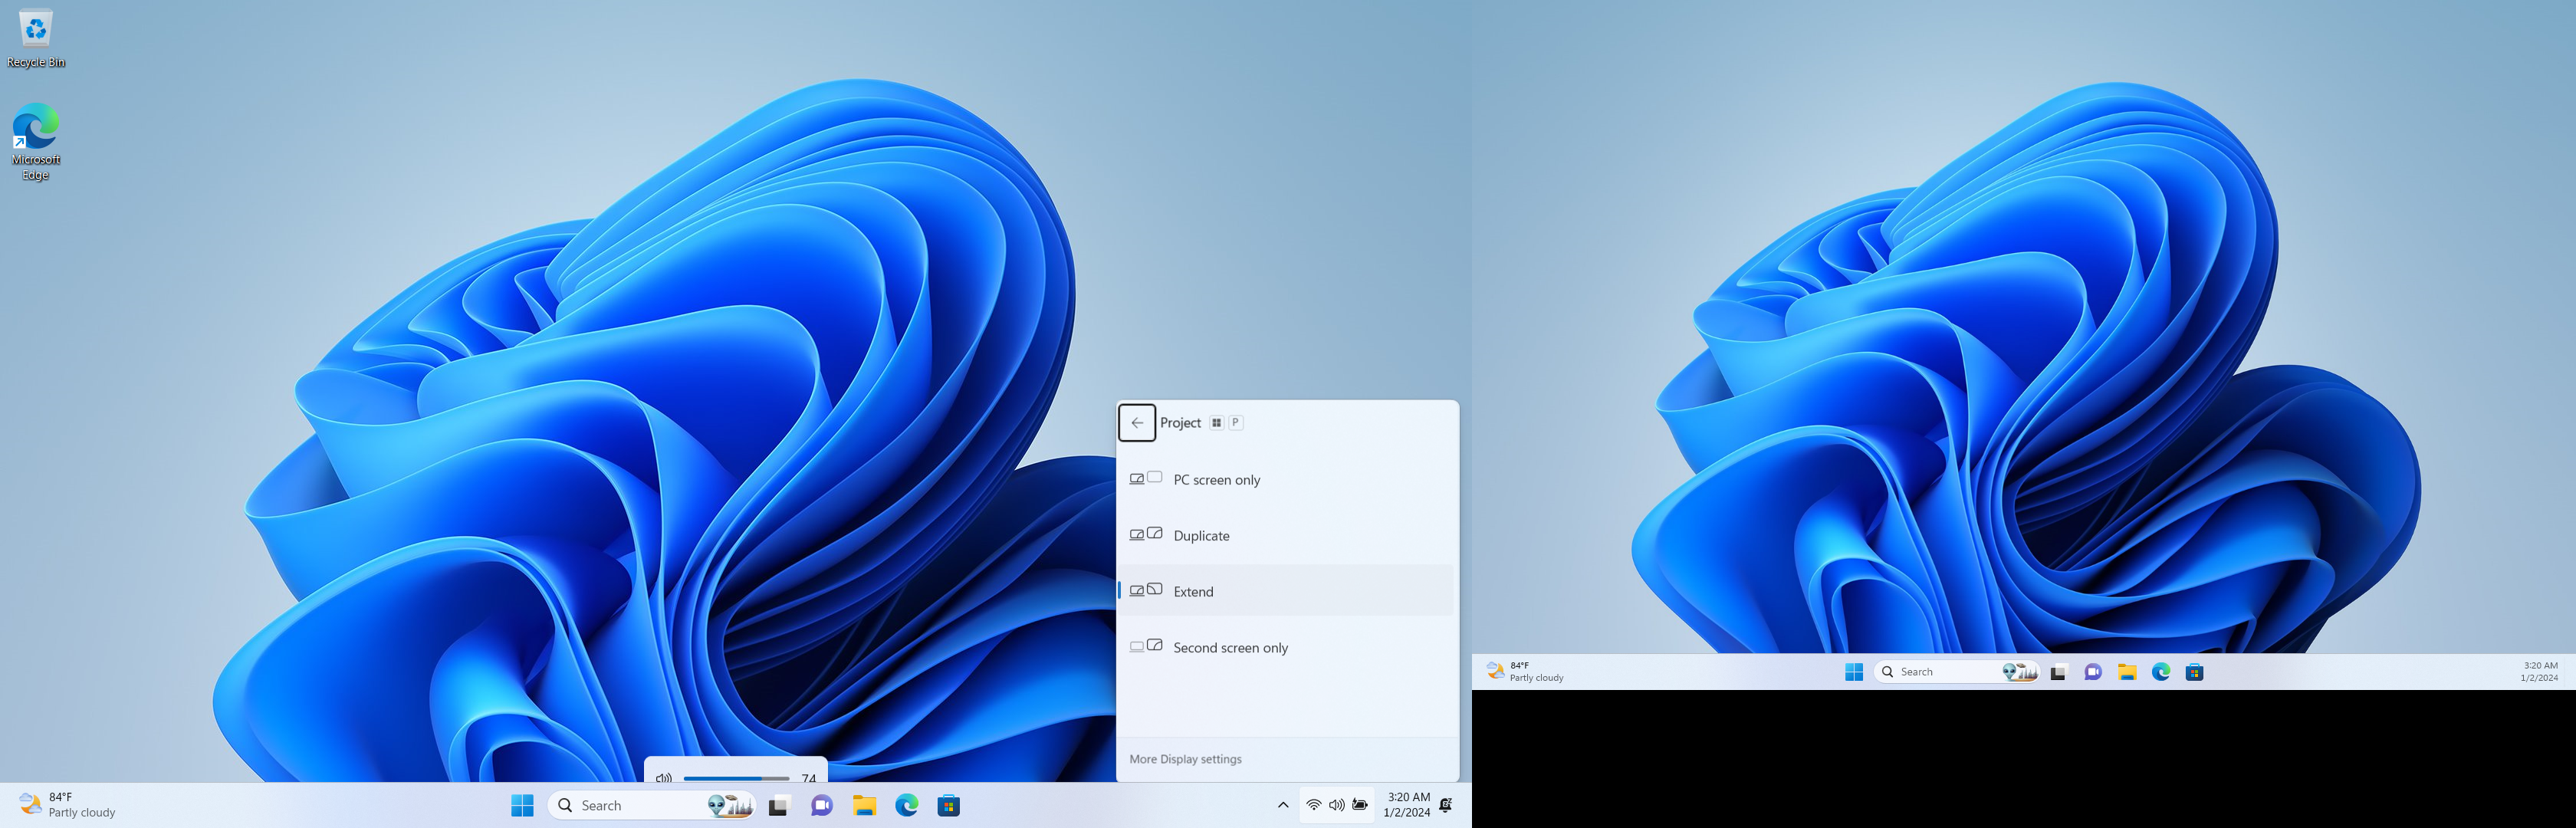 Recycle Bin
Microsoft
Edge
Project P
PC screen only
Duplicate
Extend
Second screen only
More Display settings
74
84°F
Partly cloudy
Search
3:20 AM
1/2/2024
84°F
Partly cloudy
Search
3:20 AM
1/2/2024